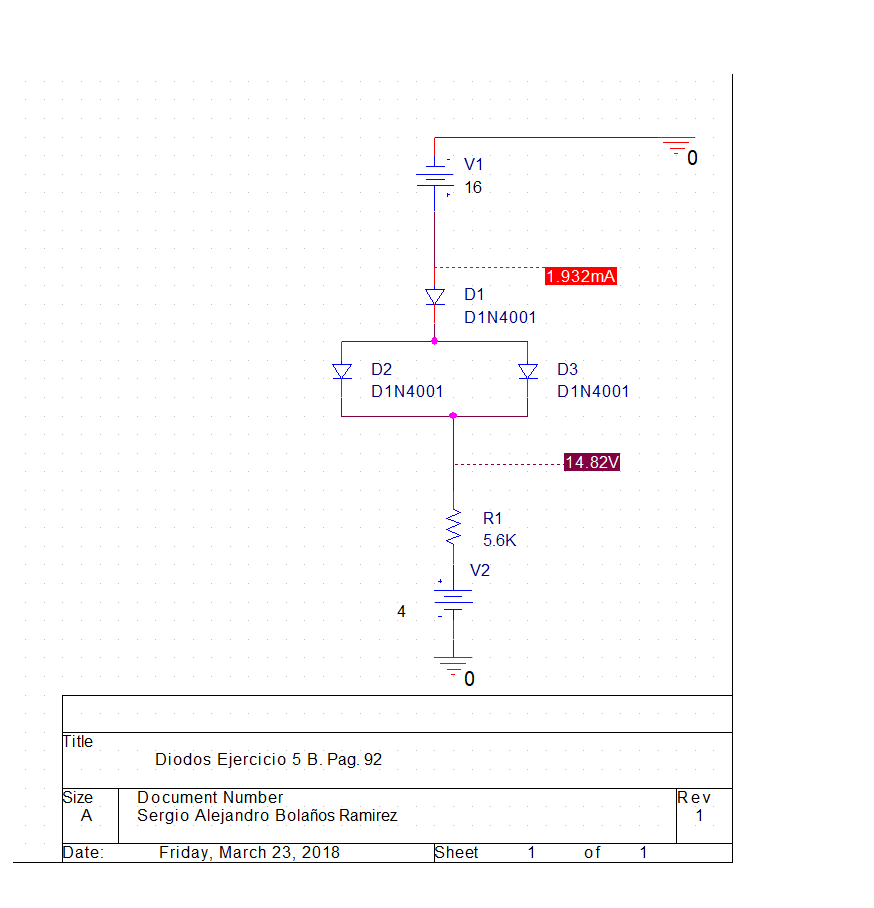 V1
16
0
1.932mA
D1
D1N4001
D2
D1N4001
D3
D1N4001
14.82V
R1
5.6K
V2
4
0
Title
Diodos Ejercicio 5 B. Pag. 92
Size
A
Document Number
Sergio Alejandro Bolaños Ramirez
Rev
1
Date: Friday, March 23, 2018 Sheet 1 of 1